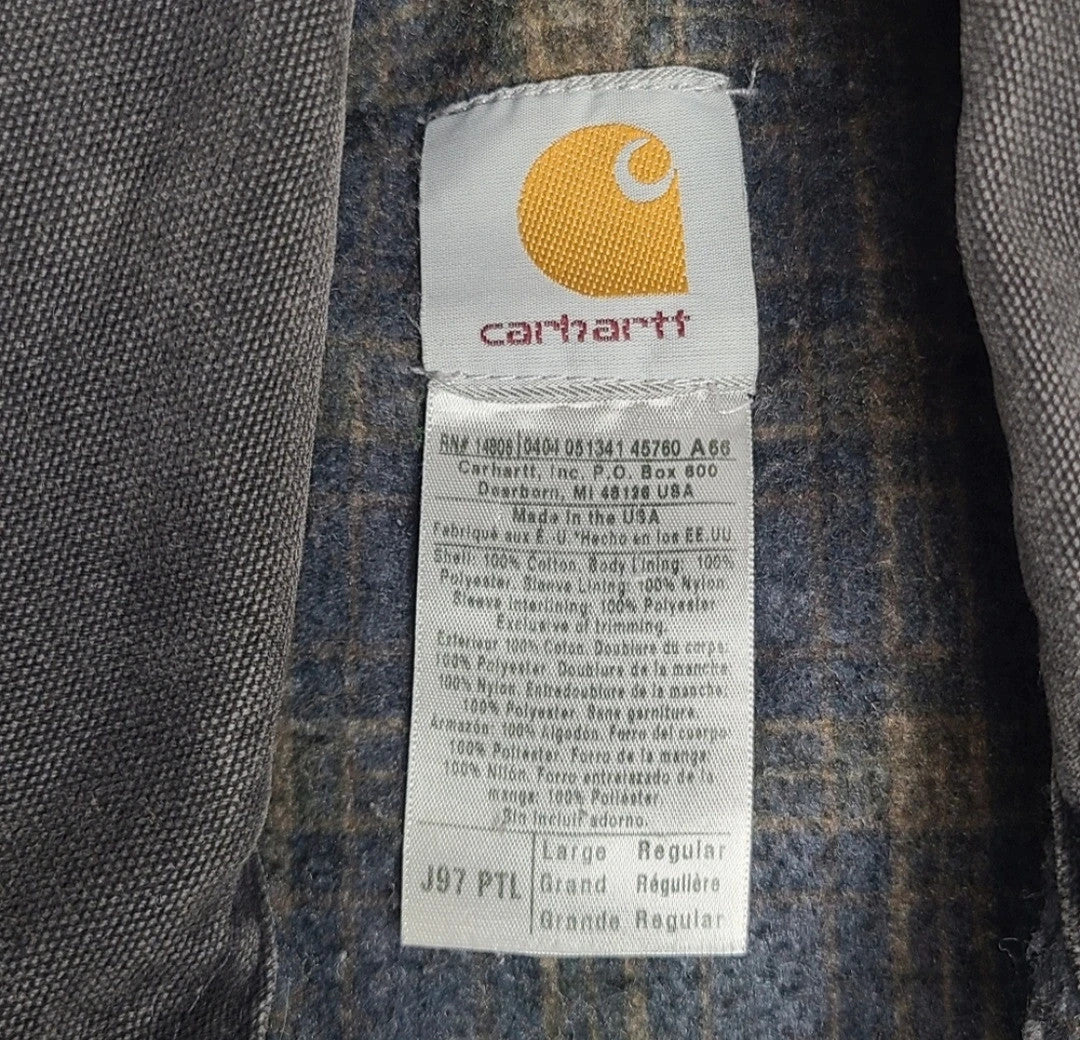 carhartt
RN# 14806 | 0404 051341 45760 A66
Carhartt, Inc. P.O. Box 600
Dearborn, MI 48126 USA
Made in the USA
Fabriqué aux É.-U *Hecho en los EE.UU
Shell: 100% Cotton. Body Lining: 100%
Polyester. Sleeve Lining: 100% Nylon.
Sleeve interlining: 100% Polyester.
Exclusive of trimming.
Extérieur 100% Coton. Doublure du corps:
100% Polyester. Doublure de la manche:
100% Nylon. Entredoublure de la manche:
100% Polyester. Sans garniture.
Armazón: 100% Algodon. Forro del cuerpo:
100% Poliester. Forro de la manga:
100% Nilón. Forro entrelazado de la
manga: 100% Poliéster.
Sin incluir adorno.
J97 PTL
Large Regular
Grand Régulière
Grande Regular